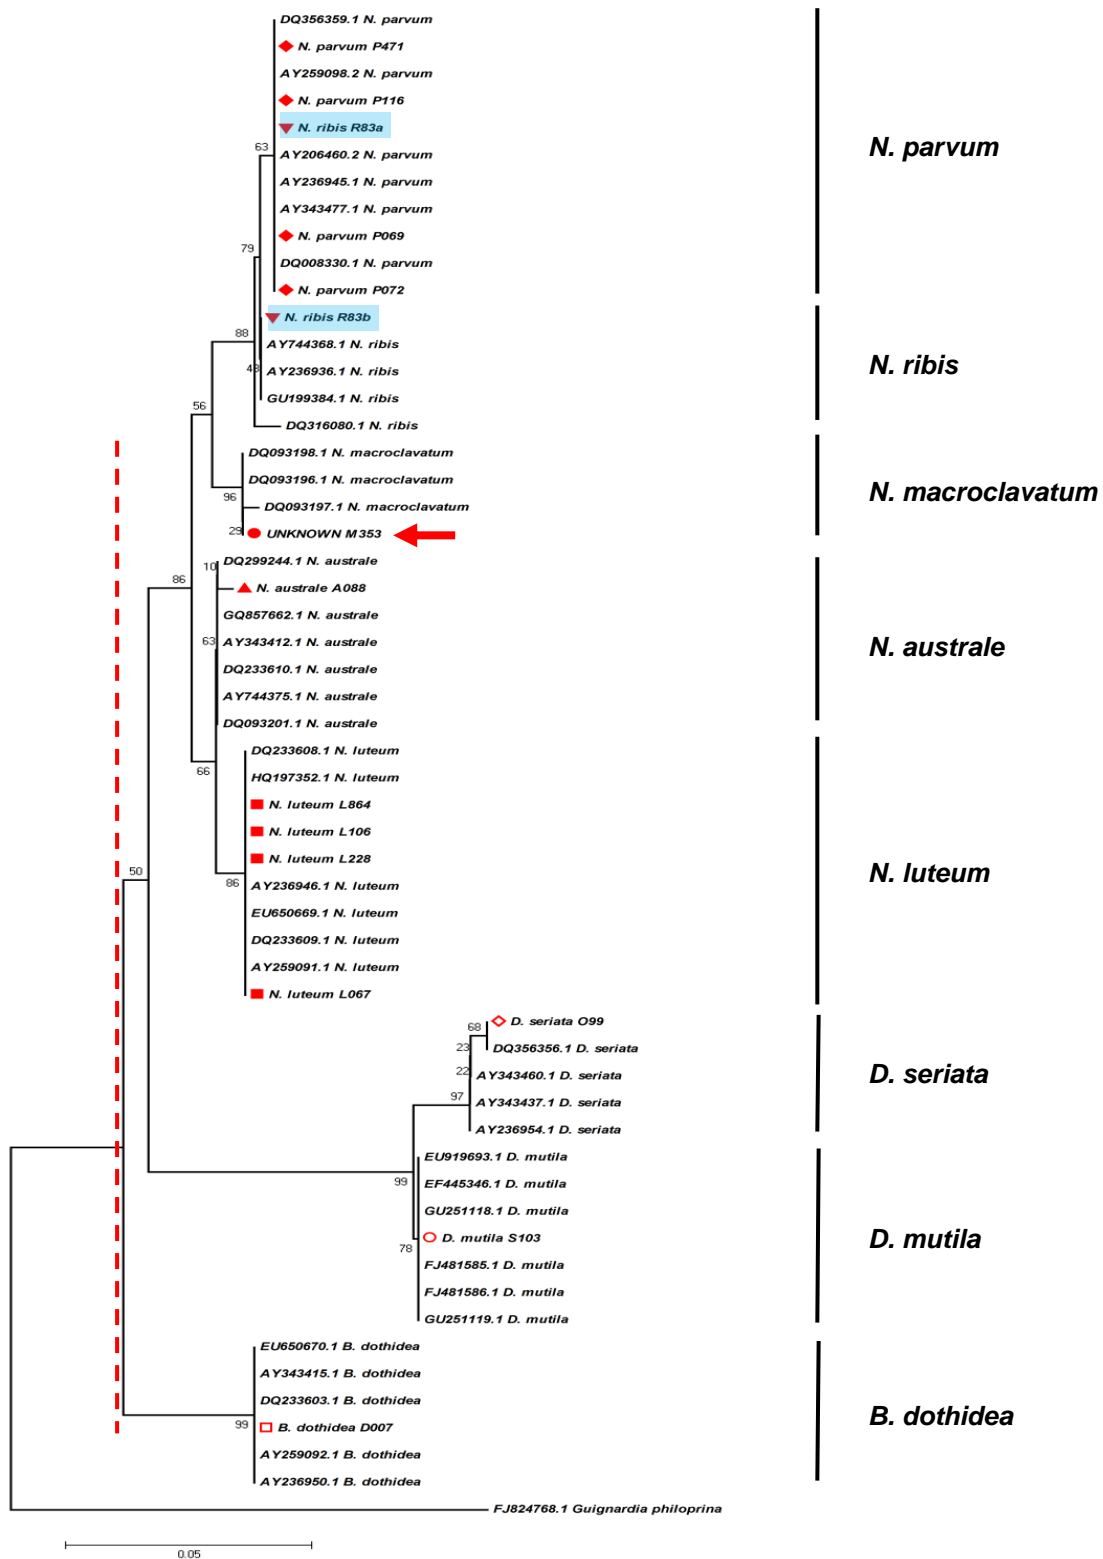 DQ356359.1 N. parvum
N. parvum P471
AY259098.2 N. parvum
N. parvum P116
N. ribis R83a
63
AY206460.2 N. parvum
AY236945.1 N. parvum
AY343477.1 N. parvum
N. parvum P069
79
DQ008330.1 N. parvum
N. parvum P072
N. parvum
N. ribis R83b
88
AY744368.1 N. ribis
43
AY236936.1 N. ribis
GU199384.1 N. ribis
56
DQ316080.1 N. ribis
N. ribis
DQ093198.1 N. macroclavatum
DQ093196.1 N. macroclavatum
96
DQ093197.1 N. macroclavatum
29
UNKNOWN M353
N. macroclavatum
DQ299244.1 N. australe
10
86
N. australe A088
GQ857662.1 N. australe
63
AY343412.1 N. australe
DQ233610.1 N. australe
AY744375.1 N. australe
DQ093201.1 N. australe
N. australe
DQ233608.1 N. luteum
66
HQ197352.1 N. luteum
N. luteum L864
N. luteum L106
N. luteum L228
50
86
AY236946.1 N. luteum
EU650669.1 N. luteum
DQ233609.1 N. luteum
AY259091.1 N. luteum
N. luteum L067
N. luteum
D. seriata O99
68
23
DQ356356.1 D. seriata
22
AY343460.1 D. seriata
97
AY343437.1 D. seriata
AY236954.1 D. seriata
D. seriata
EU919693.1 D. mutila
99
EF445346.1 D. mutila
GU251118.1 D. mutila
D. mutila S103
78
FJ481585.1 D. mutila
FJ481586.1 D. mutila
GU251119.1 D. mutila
D. mutila
EU650670.1 B. dothidea
AY343415.1 B. dothidea
DQ233603.1 B. dothidea
99
B. dothidea D007
AY259092.1 B. dothidea
AY236950.1 B. dothidea
B. dothidea
FJ824768.1 Guignardia philoprina
0.05